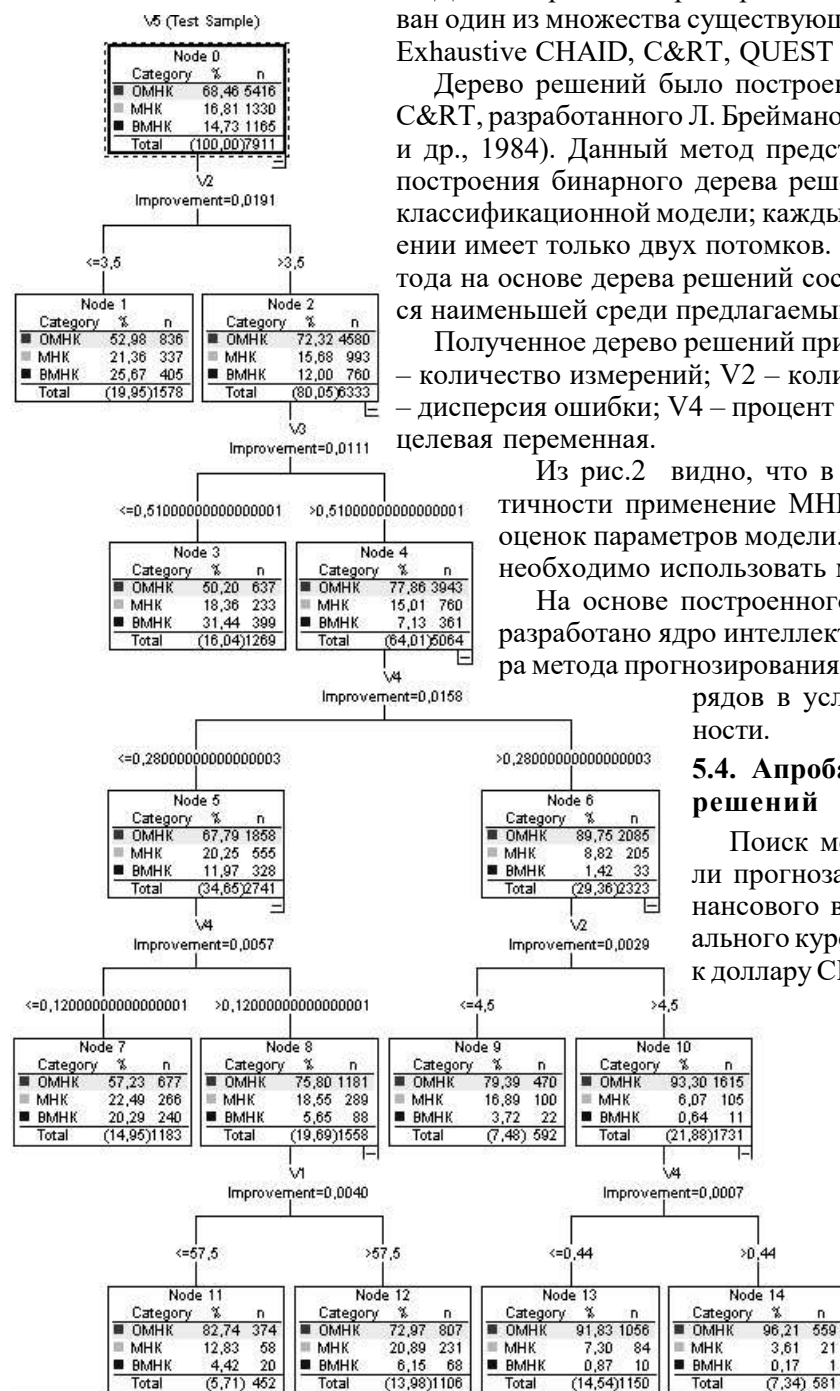 ван один из множества существующ
Exhaustive CHAID, C&RT, QUEST
Дерево решений было построен
C&RT, разработанного Л. Бреймано
и др., 1984). Данный метод предст
построения бинарного дерева реш
классификационной модели; кажды
ении имеет только двух потомков.
тода на основе дерева решений сос
ся наименьшей среди предлагаемы
Полученное дерево решений при
– количество измерений; V2 – коли
– дисперсия ошибки; V4 – процент
целевая переменная.
Из рис.2 видно, что в
тичности применение МН
оценок параметров модели.
необходимо использовать м
На основе построенного
разработано ядро интеллект
ра метода прогнозирования
рядов в усл
ности.
5.4. Апроба
решений
Поиск ме
ли прогноза
нансового в
ального кур
к доллару С
V5 (Test Sample)
Node 0
Category % n
ОМНК 68,46 5416
МНК 16,81 1330
ВМНК 14,73 1165
Total (100,00)7911
V2
Improvement=0,0191
<=3,5 >3,5
Node 1
Category % n
ОМНК 52,98 836
МНК 21,36 337
ВМНК 25,67 405
Total (19,95)1578
Node 2
Category % n
ОМНК 72,32 4580
МНК 15,68 993
ВМНК 12,00 760
Total (80,05)6333
V3
Improvement=0,0111
<=0,51000000000000001 >0,51000000000000001
Node 3
Category % n
ОМНК 50,20 637
МНК 18,36 233
ВМНК 31,44 399
Total (16,04)1269
Node 4
Category % n
ОМНК 77,86 3943
МНК 15,01 760
ВМНК 7,13 361
Total (64,01)5064
V4
Improvement=0,0158
<=0,28000000000000003 >0,28000000000000003
Node 5
Category % n
ОМНК 67,79 1858
МНК 20,25 555
ВМНК 11,97 328
Total (34,65)2741
Node 6
Category % n
ОМНК 89,75 2085
МНК 8,82 205
ВМНК 1,42 33
Total (29,36)2323
V4
Improvement=0,0057
V2
Improvement=0,0029
<=0,12000000000000001 >0,12000000000000001 <=4,5 >4,5
Node 7
Category % n
ОМНК 57,23 677
МНК 22,49 266
ВМНК 20,29 240
Total (14,95)1183
Node 8
Category % n
ОМНК 75,80 1181
МНК 18,55 289
ВМНК 5,65 88
Total (19,69)1558
Node 9
Category % n
ОМНК 79,39 470
МНК 16,89 100
ВМНК 3,72 22
Total (7,48) 592
Node 10
Category % n
ОМНК 93,30 1615
МНК 6,07 105
ВМНК 0,64 11
Total (21,88)1731
V1
Improvement=0,0040
V4
Improvement=0,0007
<=57,5 >57,5 <=0,44 >0,44
Node 11
Category % n
ОМНК 82,74 374
МНК 12,83 58
ВМНК 4,42 20
Total (5,71) 452
Node 12
Category % n
ОМНК 72,97 807
МНК 20,89 231
ВМНК 6,15 68
Total (13,98)1106
Node 13
Category % n
ОМНК 91,83 1056
МНК 7,30 84
ВМНК 0,87 10
Total (14,54)1150
Node 14
Category % n
ОМНК 96,21 559
МНК 3,61 21
ВМНК 0,17 1
Total (7,34) 581